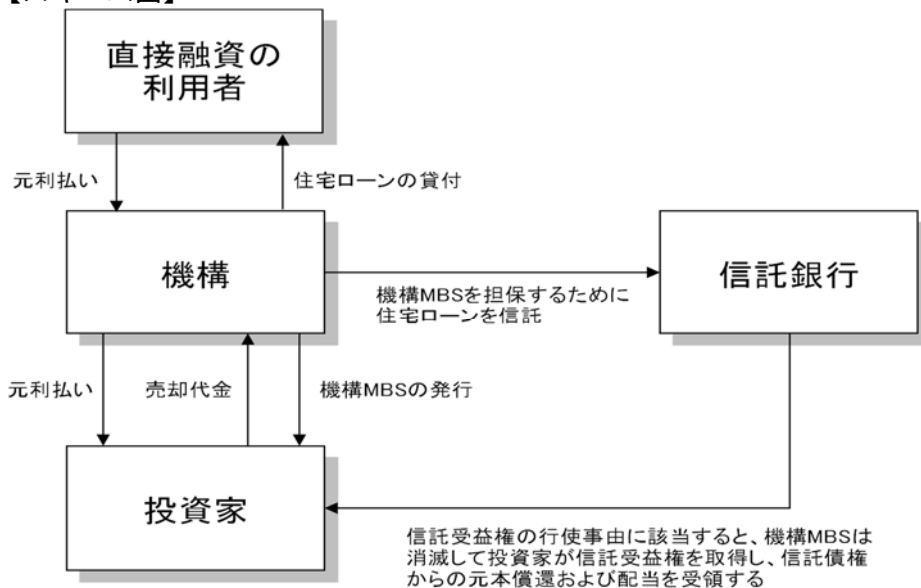 直接融資の
利用者
元利払い
住宅ローンの貸付
機構
信託銀行
機構MBSを担保するために
住宅ローンを信託
元利払い
売却代金
機構MBSの発行
投資家
信託受益権の行使事由に該当すると、機構MBSは
消滅して投資家が信託受益権を取得し、信託債権
からの元本償還および配当を受領する